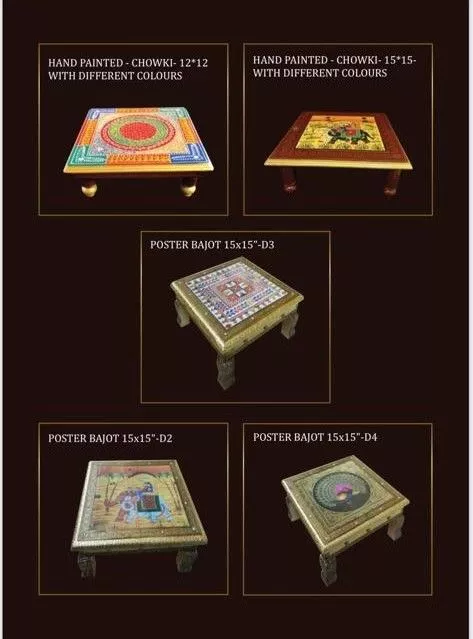 HAND PAINTED - CHOWKI- 12*12
WITH DIFFERENT COLOURS
HAND PAINTED - CHOWKI- 15*15-
WITH DIFFERENT COLOURS
POSTER BAJOT 15x15"-D3
POSTER BAJOT 15x15"-D2
POSTER BAJOT 15x15"-D4